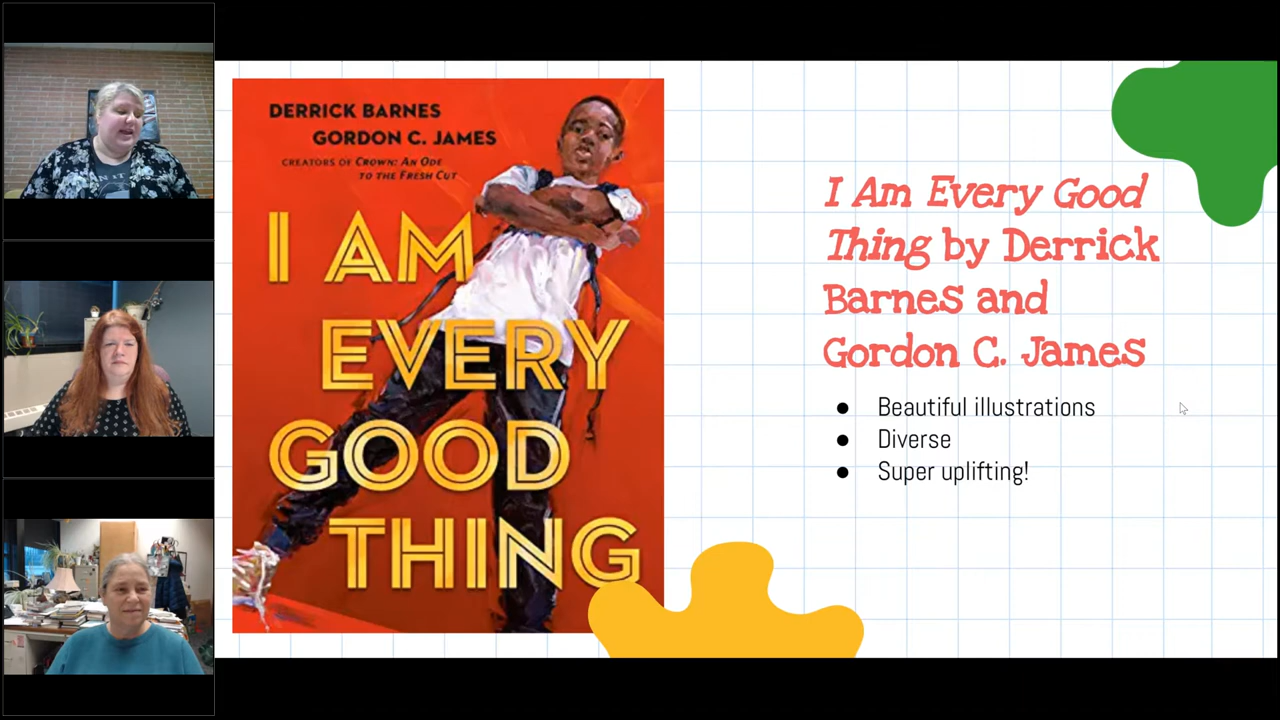 DERRICK BARNES
GORDON C. JAMES
CREATORS OF CROWN: AN ODE
TO THE FRESH CUT
I AM
EVERY
GOOD
THING
I Am Every Good
Thing by Derrick
Barnes and
Gordon C. James
● Beautiful illustrations
● Diverse
● Super uplifting!